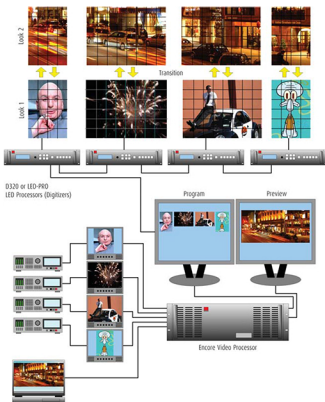 Look 2
Transition
Look 1
D320 or LED-PRO
LED Processors (Digitizers)
Program
Preview
Encore Video Processor